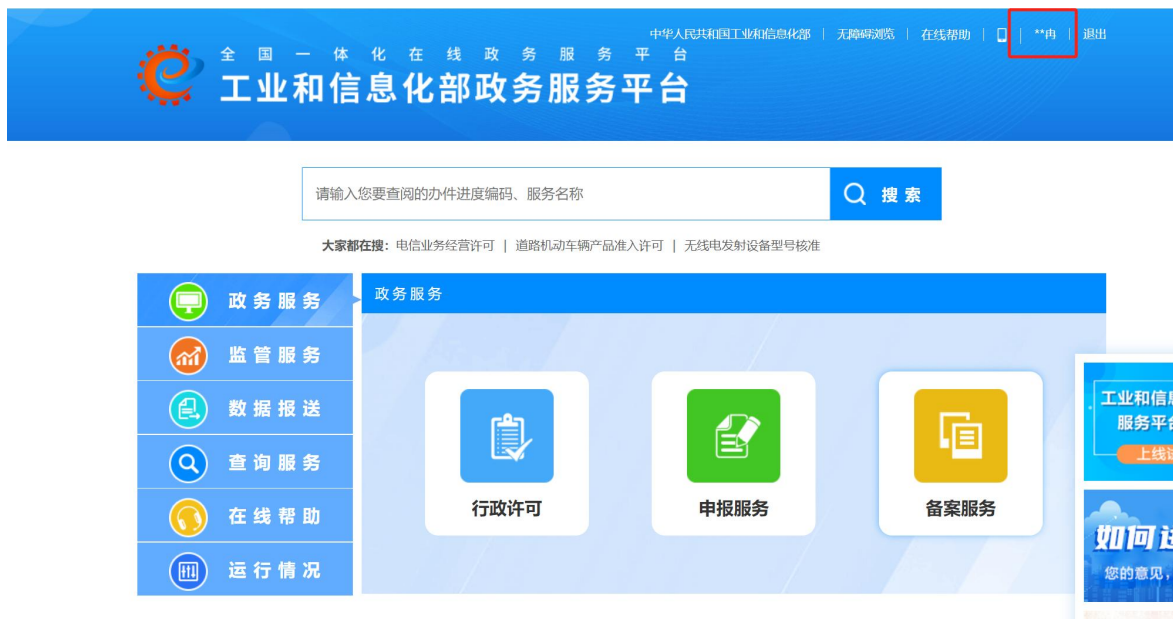 中华人民共和国工业和信息化部 | 无障碍浏览 | 在线帮助 | **冉 | 退出
全国一体化在线政务服务平台
工业和信息化部政务服务平台
请输入您要查阅的办件进度编码、服务名称
搜索
大家都在搜：电信业务经营许可 | 道路机动车辆产品准入许可 | 无线电发射设备型号核准
政务服务
监管服务
数据报送
查询服务
在线帮助
运行情况
政务服务
行政许可
申报服务
备案服务
工业和信
服务平
上线
如何
您的意见，